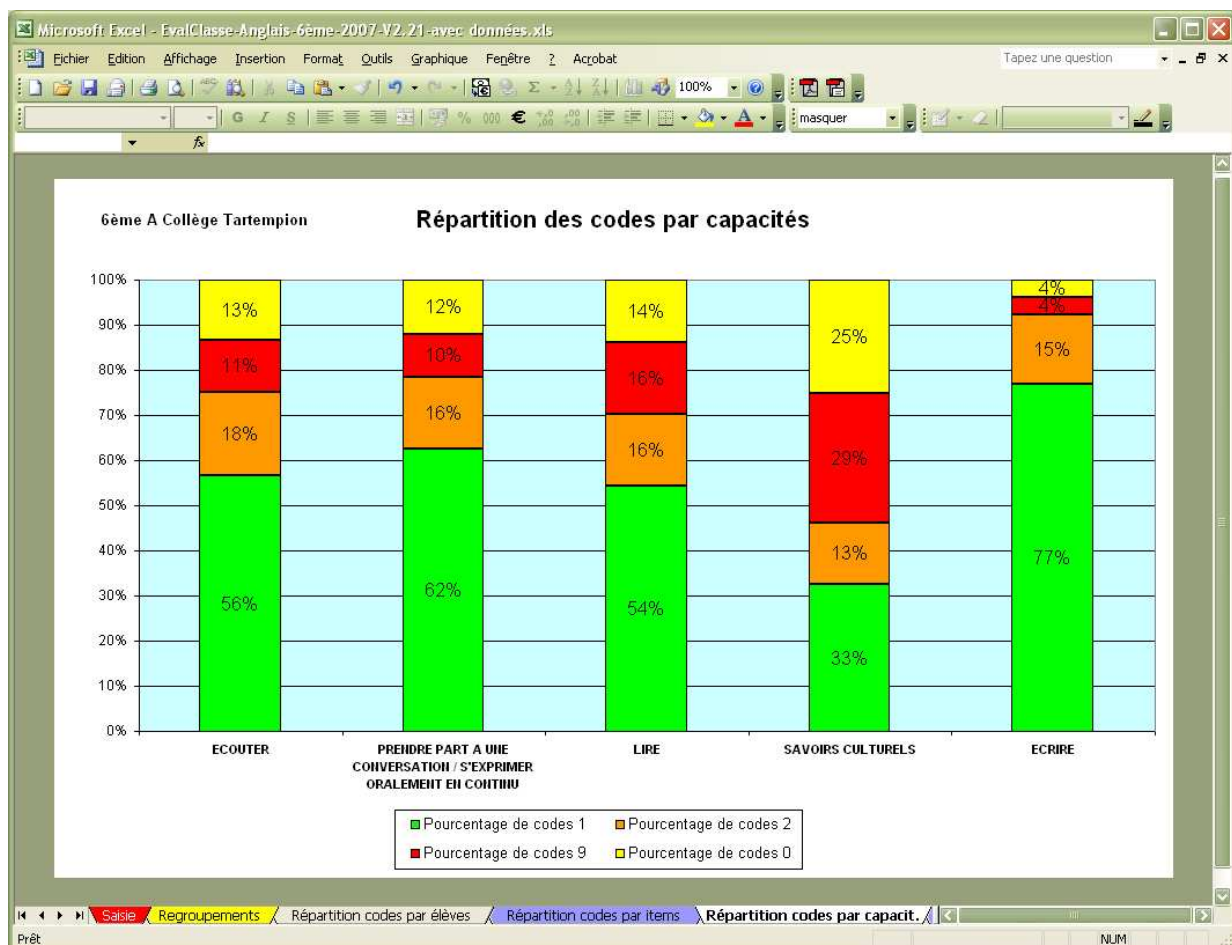 Microsoft Excel - EvalClasse-Anglais-6ème-2007-V2.21-avec données.xls
Fichier Edition Affichage Insertion Format Outils Graphique Fenêtre ? Acrobat Tapez une question
100%
G I S % 000 € masquer
fx
6ème A Collège Tartempion Répartition des codes par capacités
100%
90%
80%
70%
60%
50%
40%
30%
20%
10%
0%
13%
11%
18%
56%
12%
10%
16%
62%
14%
16%
16%
54%
25%
29%
13%
33%
4%
4%
15%
77%
ECOUTER
PRENDRE PART A UNE
CONVERSATION / S'EXPRIMER
ORALEMENT EN CONTINU
LIRE
SAVOIRS CULTURELS
ECRIRE
Pourcentage de codes 1 Pourcentage de codes 2
Pourcentage de codes 9 Pourcentage de codes 0
Saisie Regroupements Répartition codes par élèves Répartition codes par items Répartition codes par capacit.
Prêt NUM